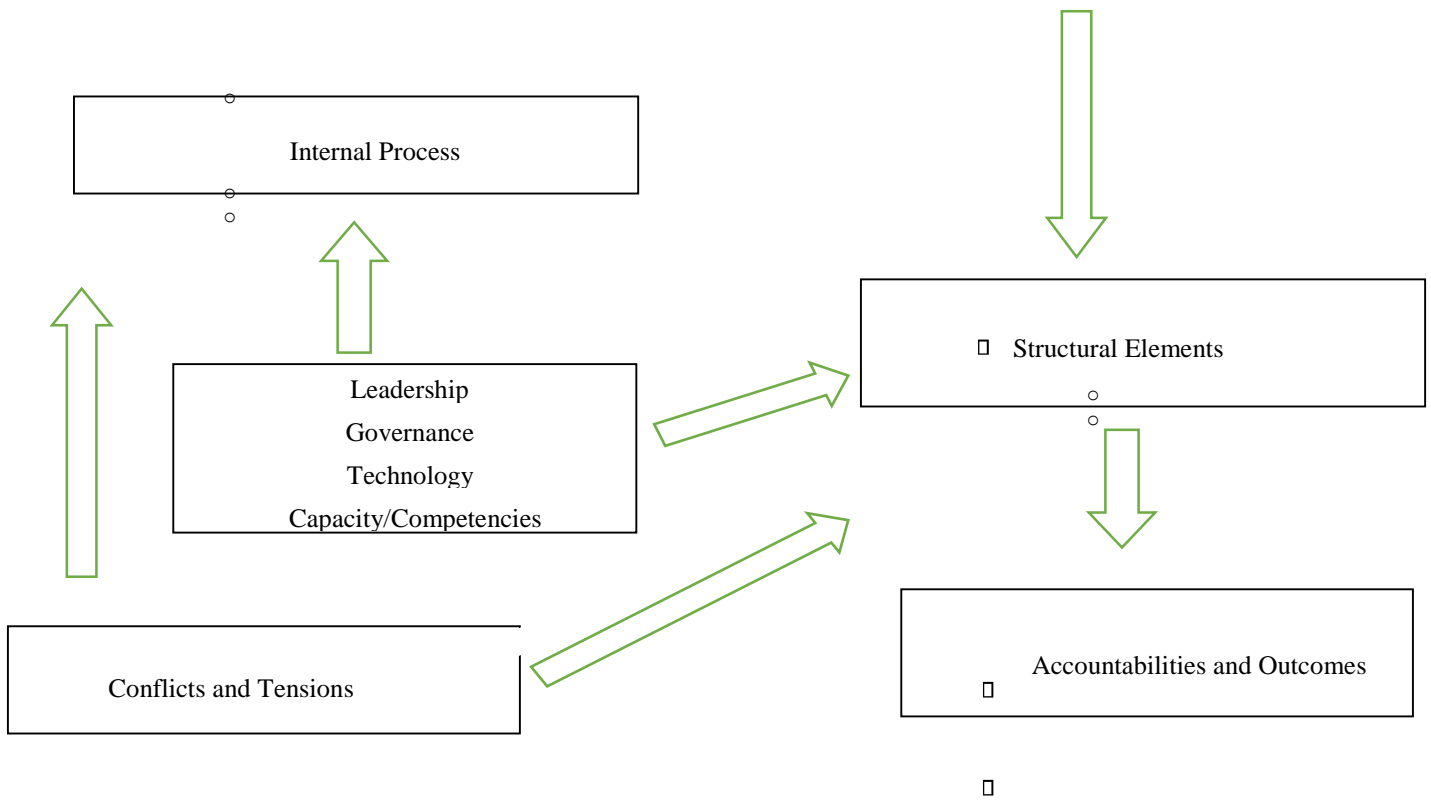 Internal Process
Structural Elements
Leadership
Governance
Technology
Capacity/Competencies
Conflicts and Tensions
Accountabilities and Outcomes